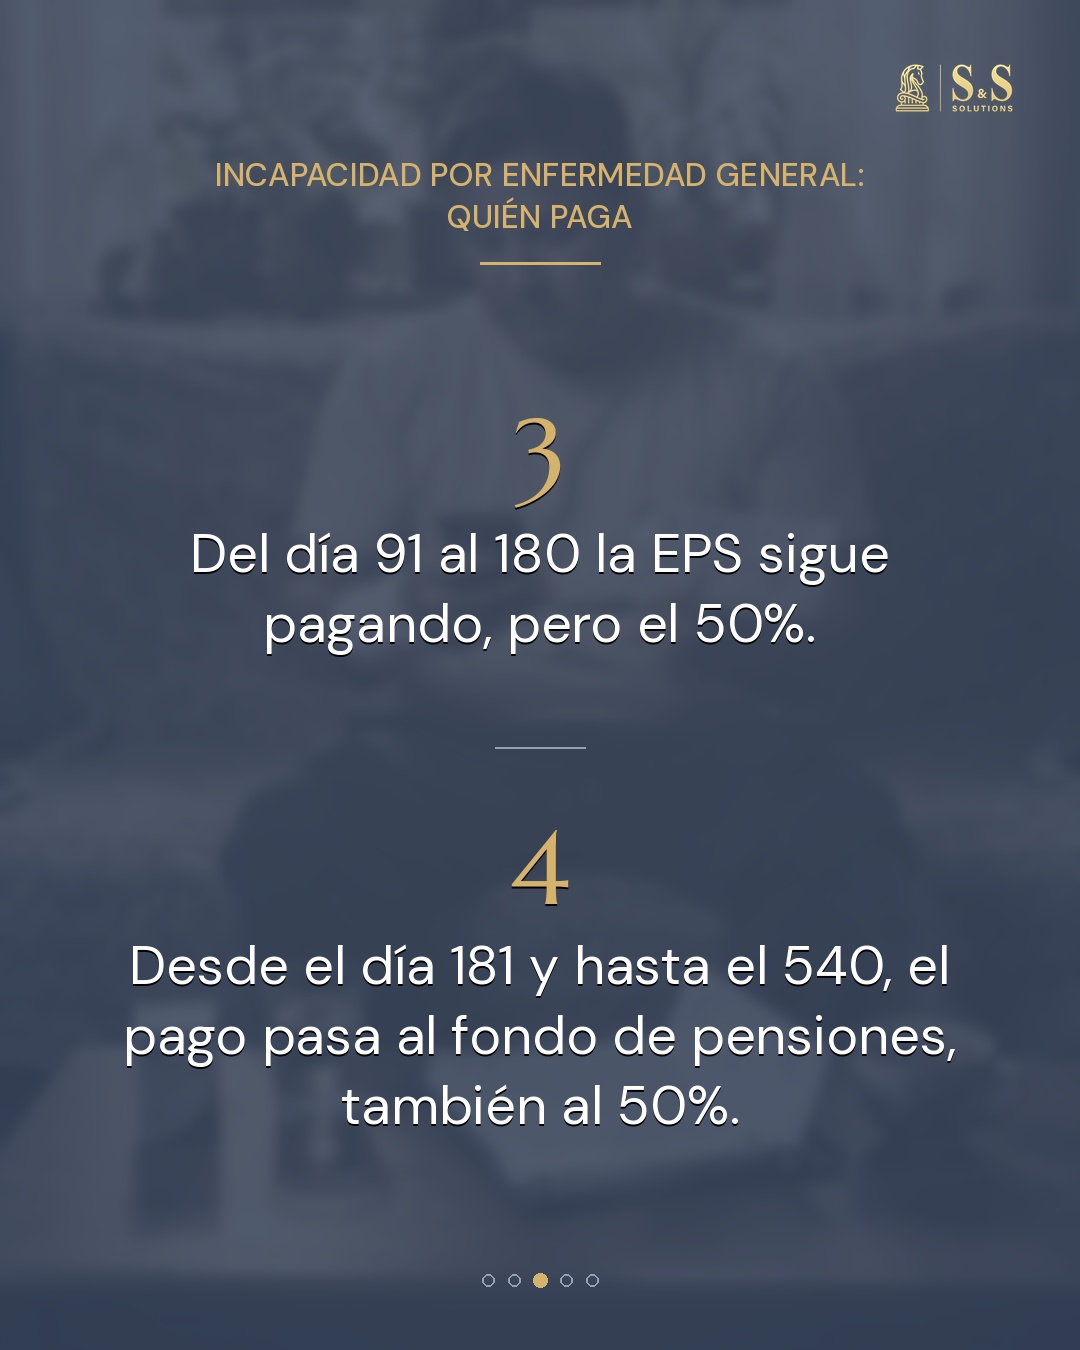 S&S
SOLUTIONS
INCAPACIDAD POR ENFERMEDAD GENERAL:
QUIÉN PAGA
3
Del día 91 al 180 la EPS sigue
pagando, pero el 50%.
4
Desde el día 181 y hasta el 540, el
pago pasa al fondo de pensiones,
también al 50%.